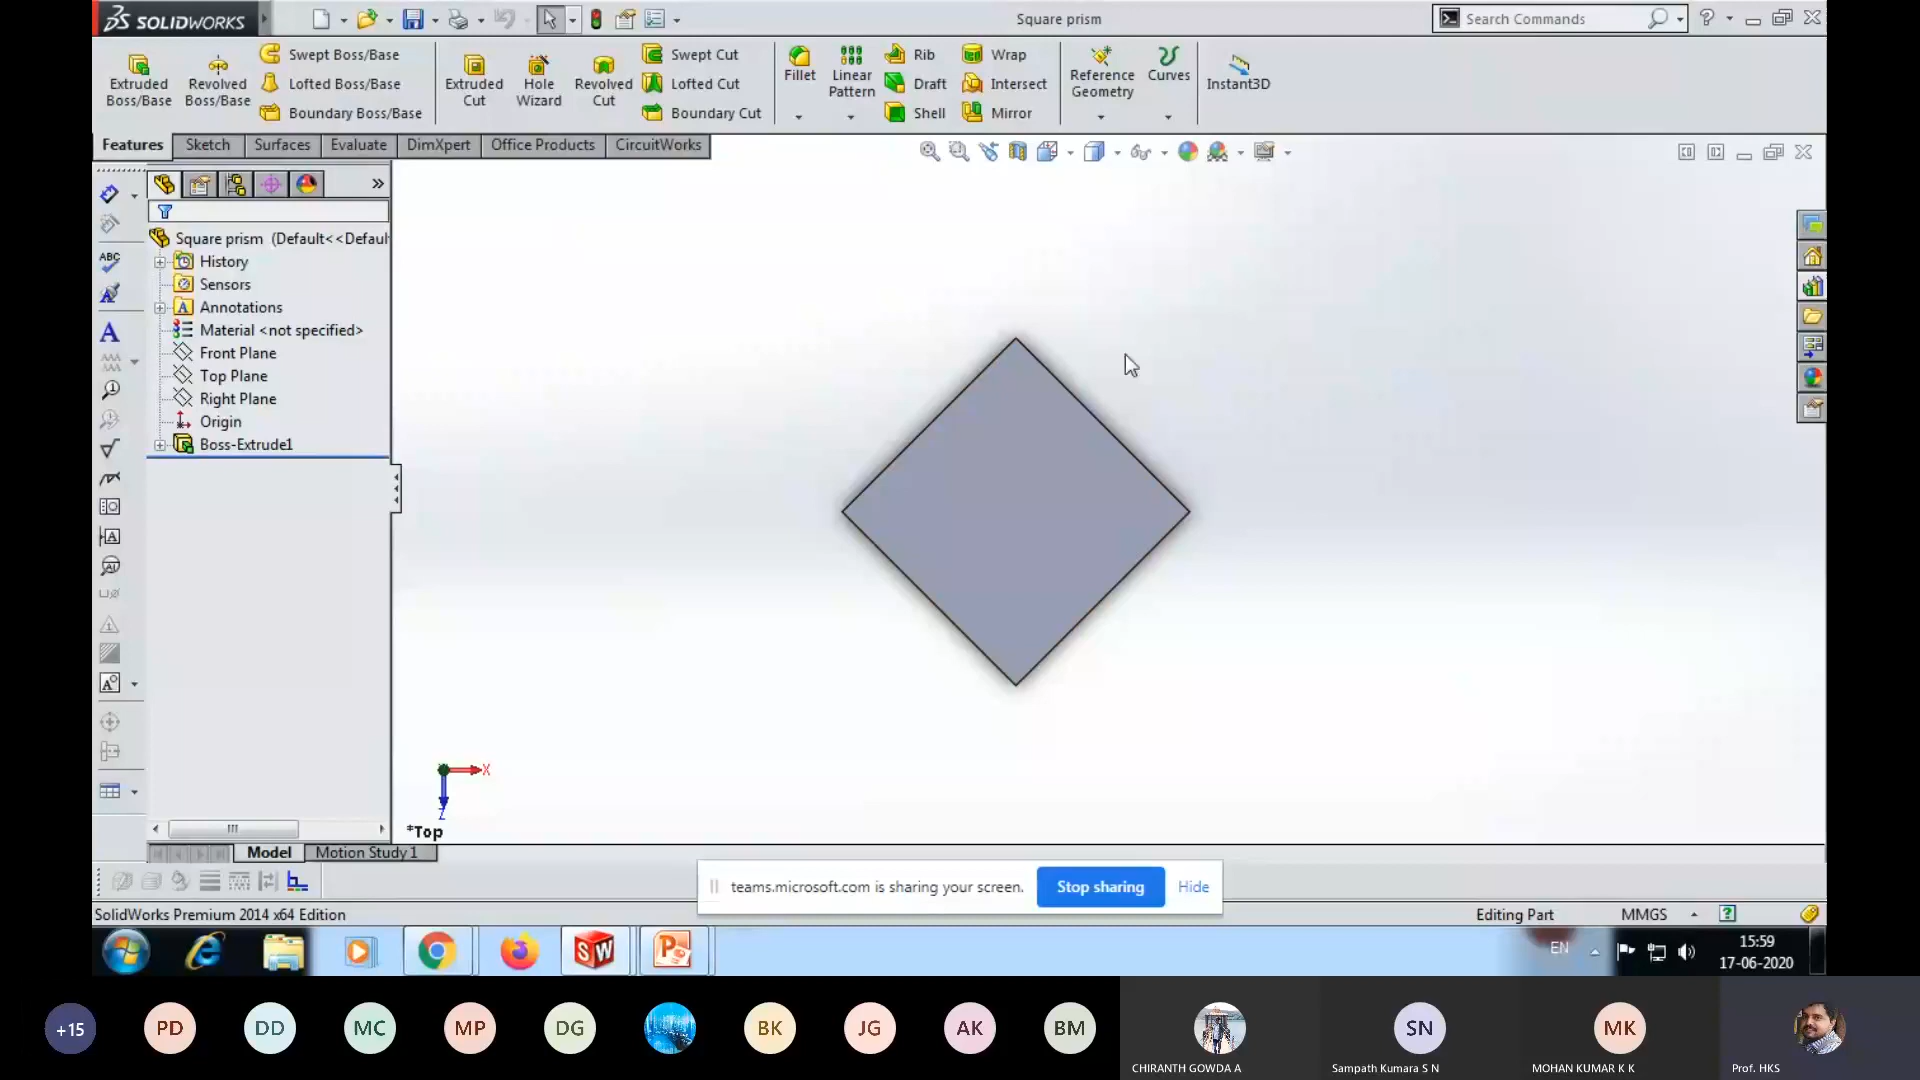 SOLIDWORKS
Square prism
Search Commands
Extruded Boss/Base
Revolved Boss/Base
Swept Boss/Base
Lofted Boss/Base
Boundary Boss/Base
Extruded Cut
Hole Wizard
Revolved Cut
Swept Cut
Lofted Cut
Boundary Cut
Fillet
Linear Pattern
Rib
Draft
Shell
Wrap
Intersect
Mirror
Reference Geometry
Curves
Instant3D
Features
Sketch
Surfaces
Evaluate
DimXpert
Office Products
CircuitWorks
Square prism (Default<<Defaul
History
Sensors
Annotations
Material <not specified>
Front Plane
Top Plane
Right Plane
Origin
Boss-Extrude1
ABC
X
Z
*Top
Model
Motion Study 1
teams.microsoft.com is sharing your screen.
Stop sharing
Hide
SolidWorks Premium 2014 x64 Edition
Editing Part
MMGS
EN
15:59
17-06-2020
+15
PD
DD
MC
MP
DG
BK
JG
AK
BM
SN
MK
CHIRANTH GOWDA A
Sampath Kumara S N
MOHAN KUMAR K K
Prof. HKS